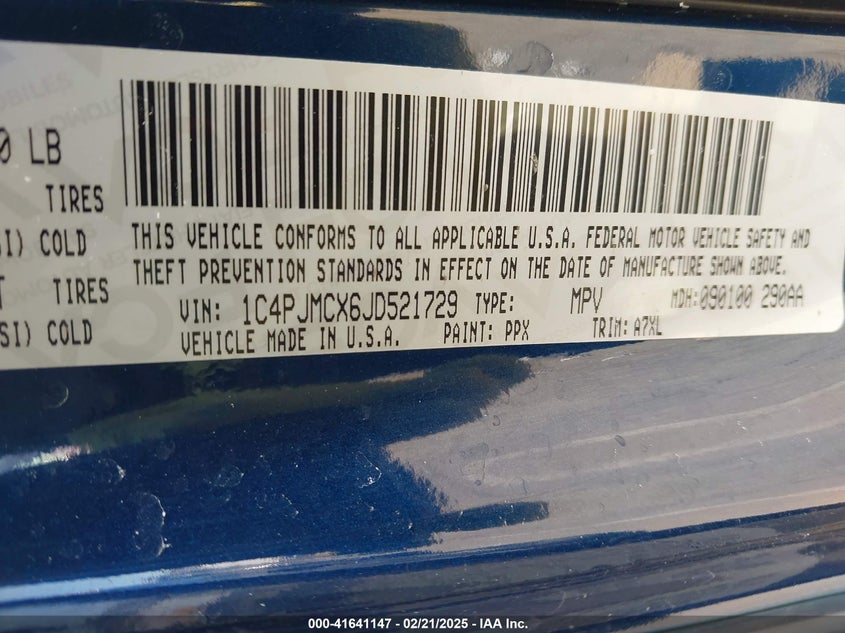 0 LB
TIRES
SI) COLD
TIRES
SI) COLD
THIS VEHICLE CONFORMS TO ALL APPLICABLE U.S.A. FEDERAL MOTOR VEHICLE SAFETY AND
THEFT PREVENTION STANDARDS IN EFFECT ON THE DATE OF MANUFACTURE SHOWN ABOVE.
VIN: 1C4PJMCX6JD521729 TYPE: MPV MDH:090100 290AA
VEHICLE MADE IN U.S.A. PAINT: PPX TRIM: A7XL
000-41641147 - 02/21/2025 - IAA Inc.